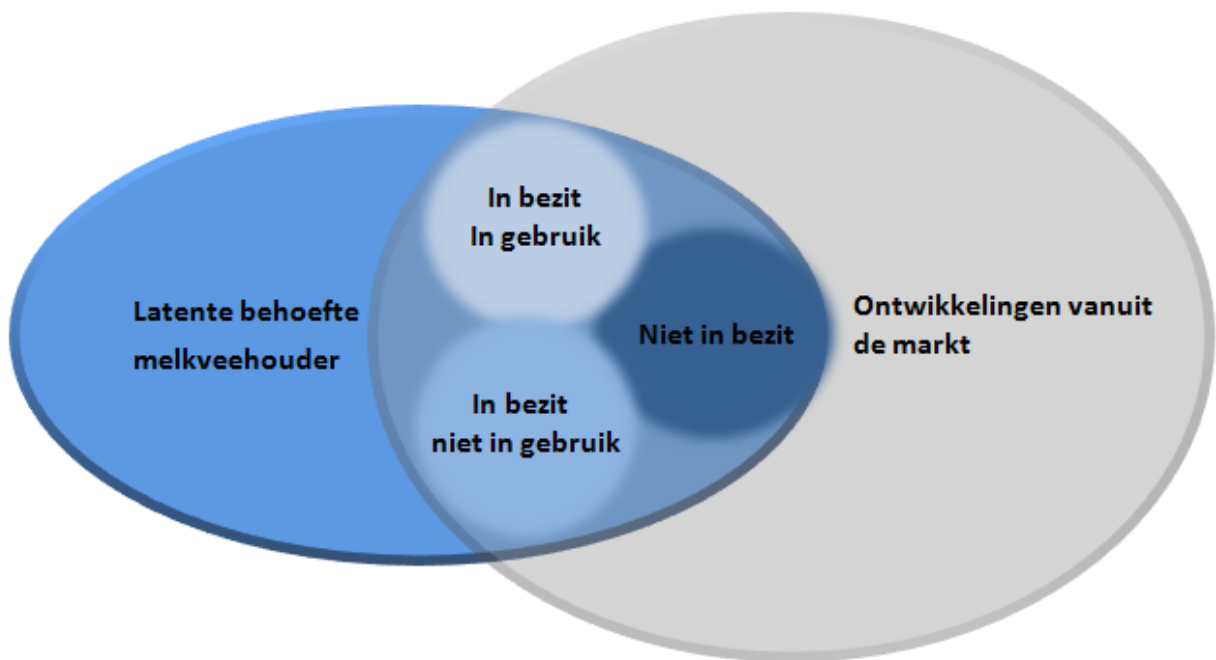 In bezit
In gebruik
Latente behoefte
melkveehouder
Niet in bezit
Ontwikkelingen vanuit
de markt
In bezit
niet in gebruik